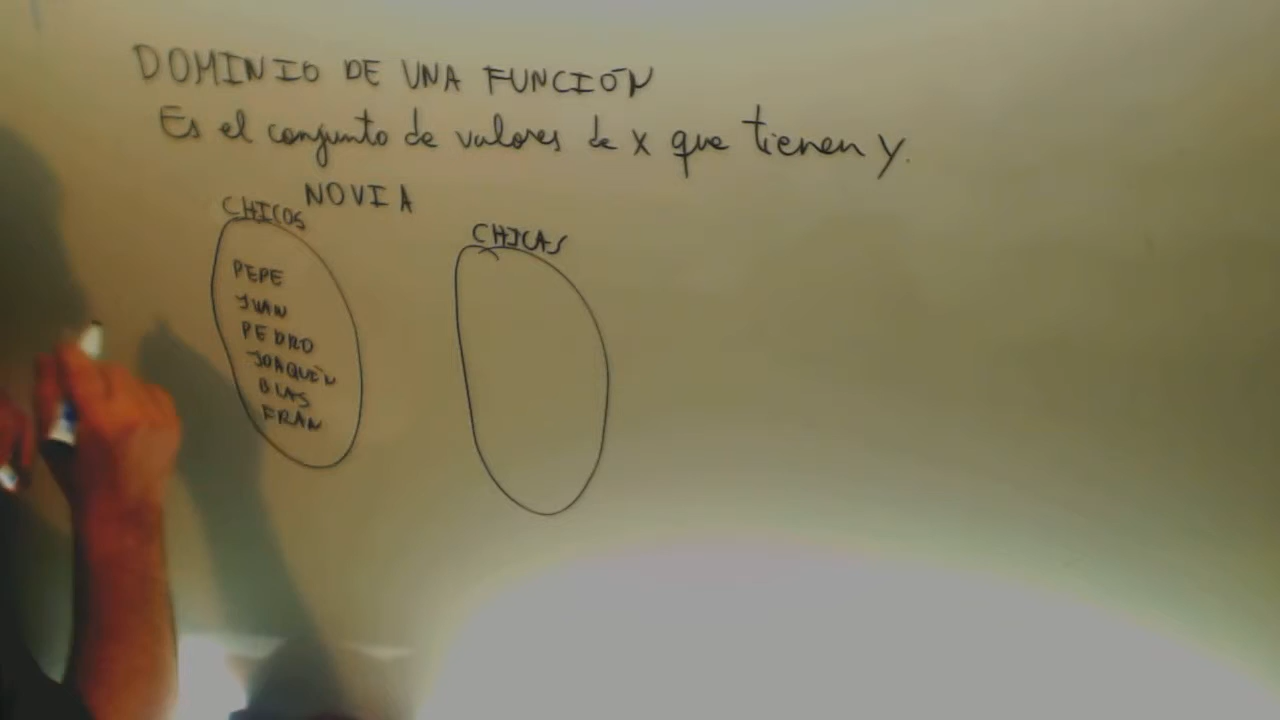 DOMINIO DE UNA FUNCIÓN
Es el conjunto de valores de x que tienen y.
NOVIA
CHICOS
CHICAS
PEPE
JUAN
PEDRO
JOAQUÍN
BLAS
FRAN